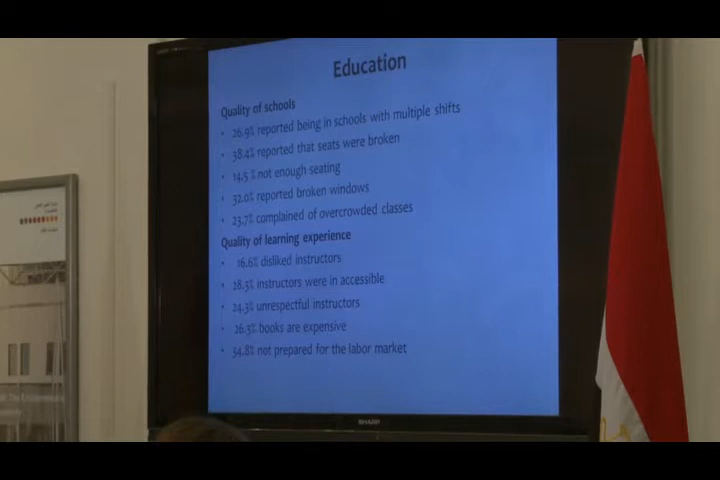 Education
Quality of schools
• 26.9% reported being in schools with multiple shifts
• 38.4% reported that seats were broken
• 14.5 % not enough seating
• 32.0% reported broken windows
• 23.7% complained of overcrowded classes
Quality of learning experience
• 16.6% disliked instructors
• 18.3% instructors were in accessible
• 24.3% unrespectful instructors
• 26.3% books are expensive
• 34.8% not prepared for the labor market
SHARP